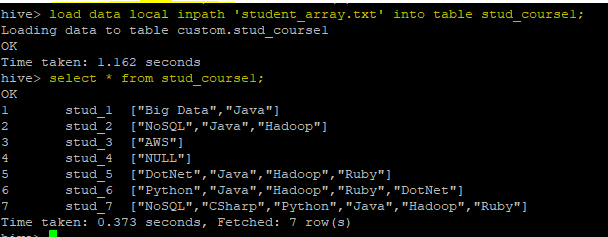 hive> load data local inpath 'student_array.txt' into table stud_coursel;
Loading data to table custom.stud_coursel
OK
Time taken: 1.162 seconds
hive> select * from stud_coursel;
OK
1 stud_1 ["Big Data","Java"]
2 stud_2 ["NoSQL","Java","Hadoop"]
3 stud_3 ["AWS"]
4 stud_4 ["NULL"]
5 stud_5 ["DotNet","Java","Hadoop","Ruby"]
6 stud_6 ["Python","Java","Hadoop","Ruby","DotNet"]
7 stud_7 ["NoSQL","CSharp","Python","Java","Hadoop","Ruby"]
Time taken: 0.373 seconds, Fetched: 7 row(s)
hive>